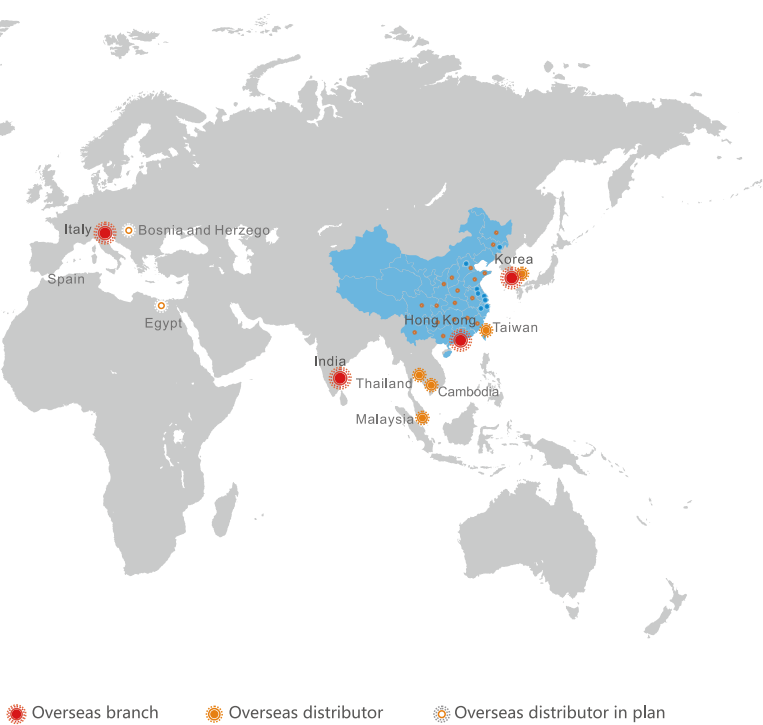 Italy
Bosnia and Herzego
Korea
Spain
Hong Kong
Egypt
Taiwan
India
Thailand
Cambodia
Malaysia
Overseas branch
Overseas distributor
Overseas distributor in plan